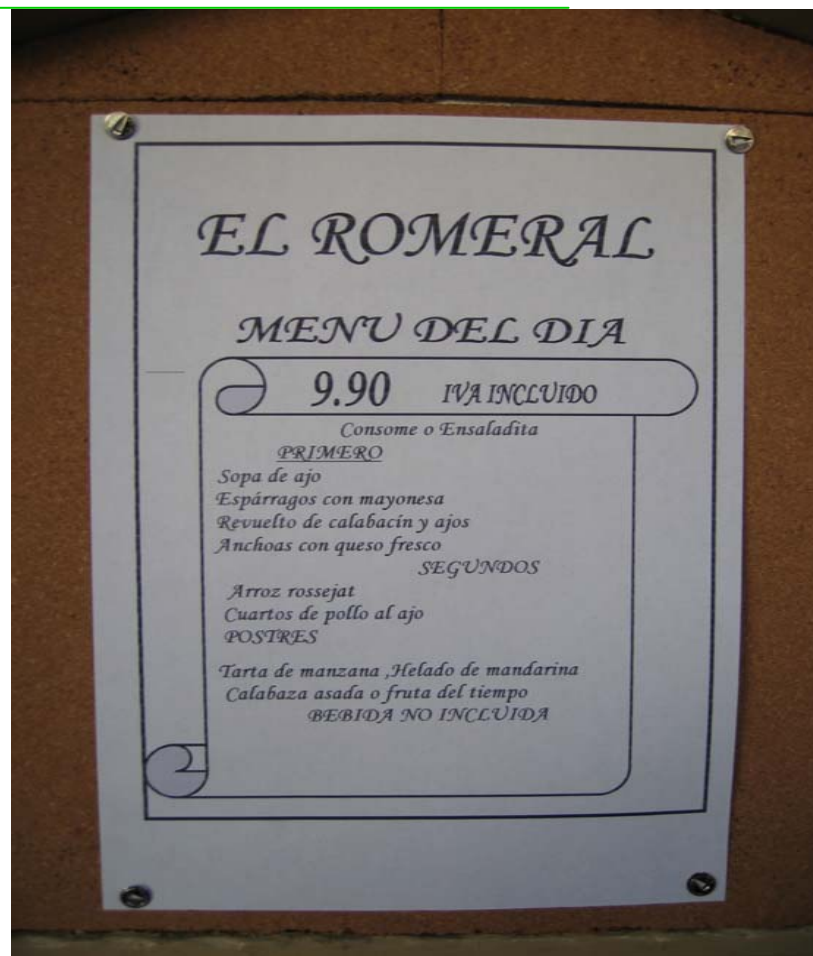 EL ROMERAL
MENU DEL DIA
9.90 IVA INCLUIDO
Consome o Ensaladita
PRIMERO
Sopa de ajo
Espárragos con mayonesa
Revuelto de calabacín y ajos
Anchoas con queso fresco
SEGUNDOS
Arroz rossejat
Cuartos de pollo al ajo
POSTRES
Tarta de manzana ,Helado de mandarina
Calabaza asada o fruta del tiempo
BEBIDA NO INCLUIDA